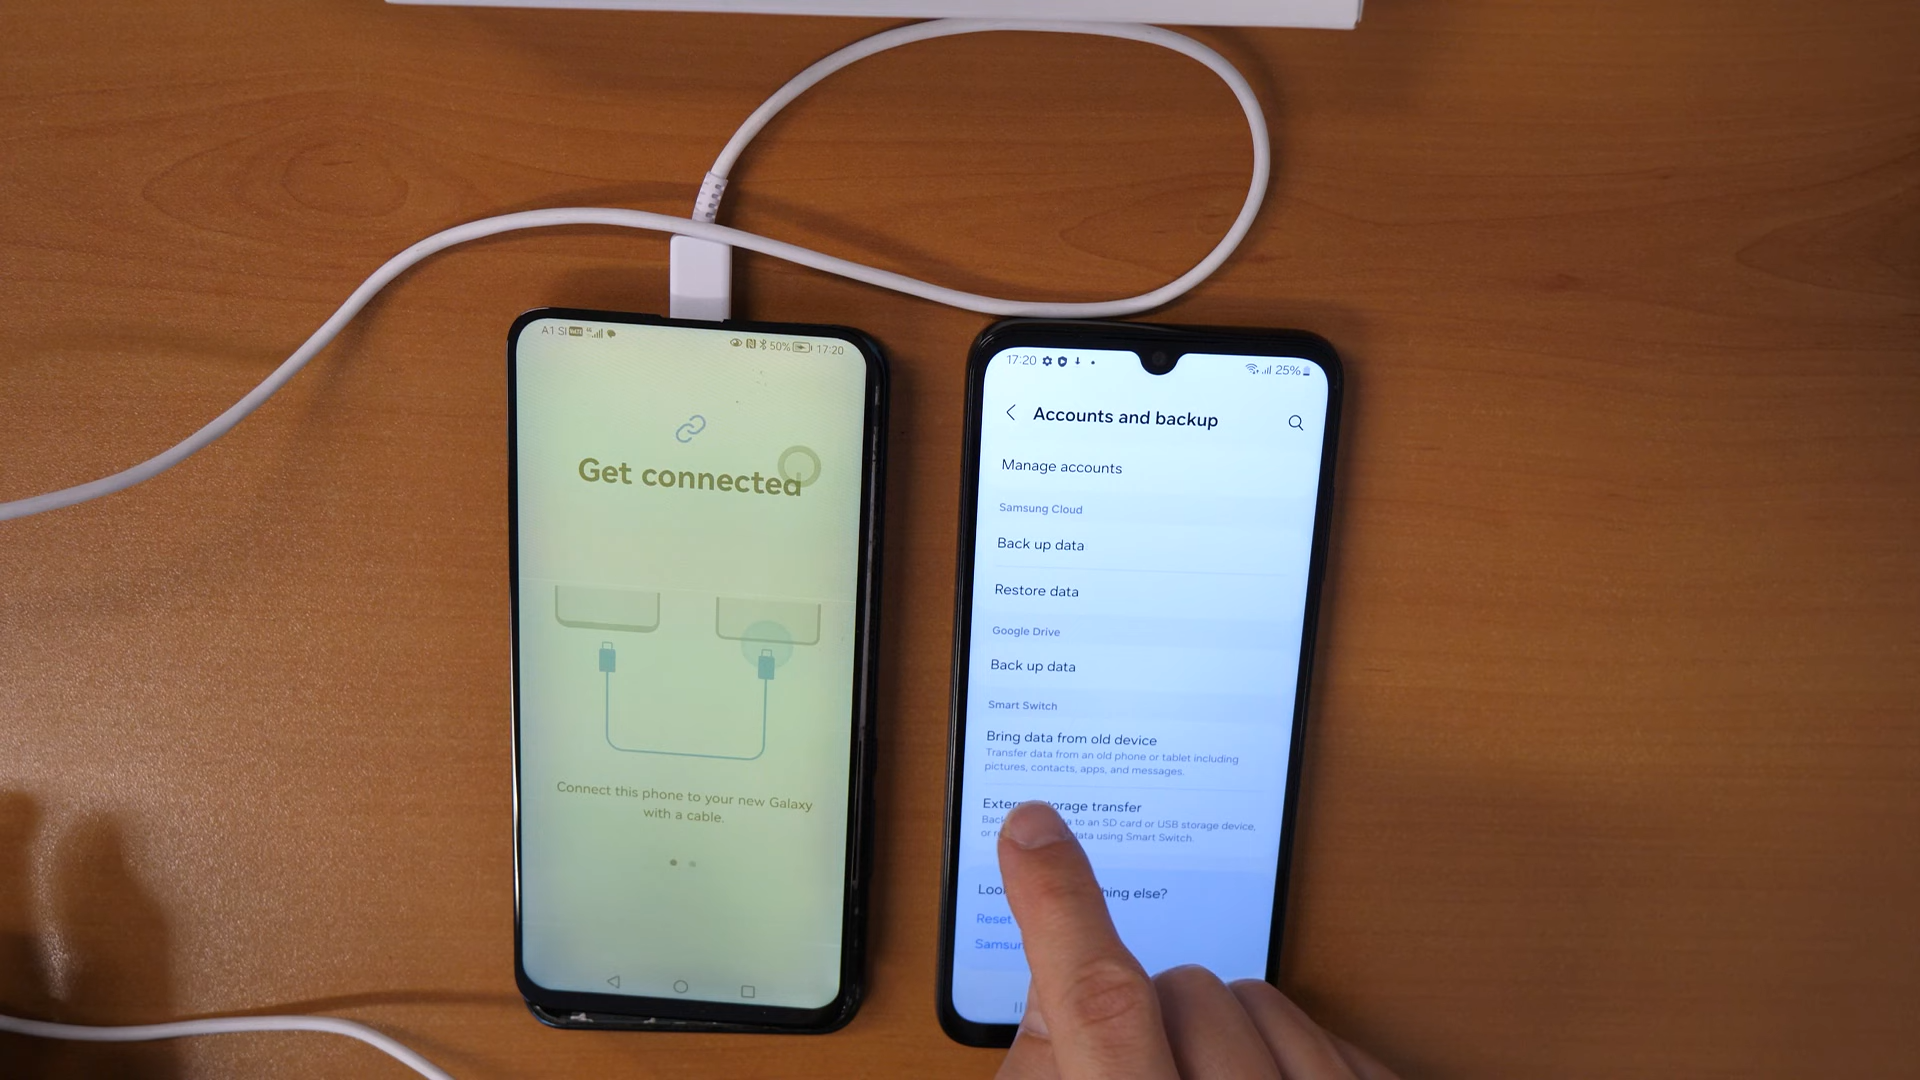 A1 SI
50% 17:20
Get connected
Connect this phone to your new Galaxy
with a cable.
17:20
25%
Accounts and backup
Manage accounts
Samsung Cloud
Back up data
Restore data
Google Drive
Back up data
Smart Switch
Bring data from old device
Transfer data from an old phone or tablet including
pictures, contacts, apps, and messages.
storage transfer
to an SD card or USB storage device,
or using Smart Switch.
else?
Reset